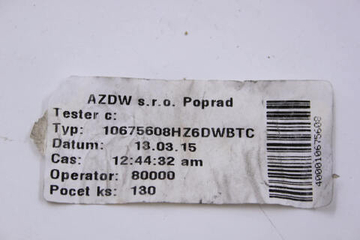 AZDW s.r.o. Poprad
Tester c:
Typ: 10675608HZ6DWBTC
Datum: 13.03.15
Cas: 12:44:32 am
Operator: 80000
Pocet ks: 130
400010675608